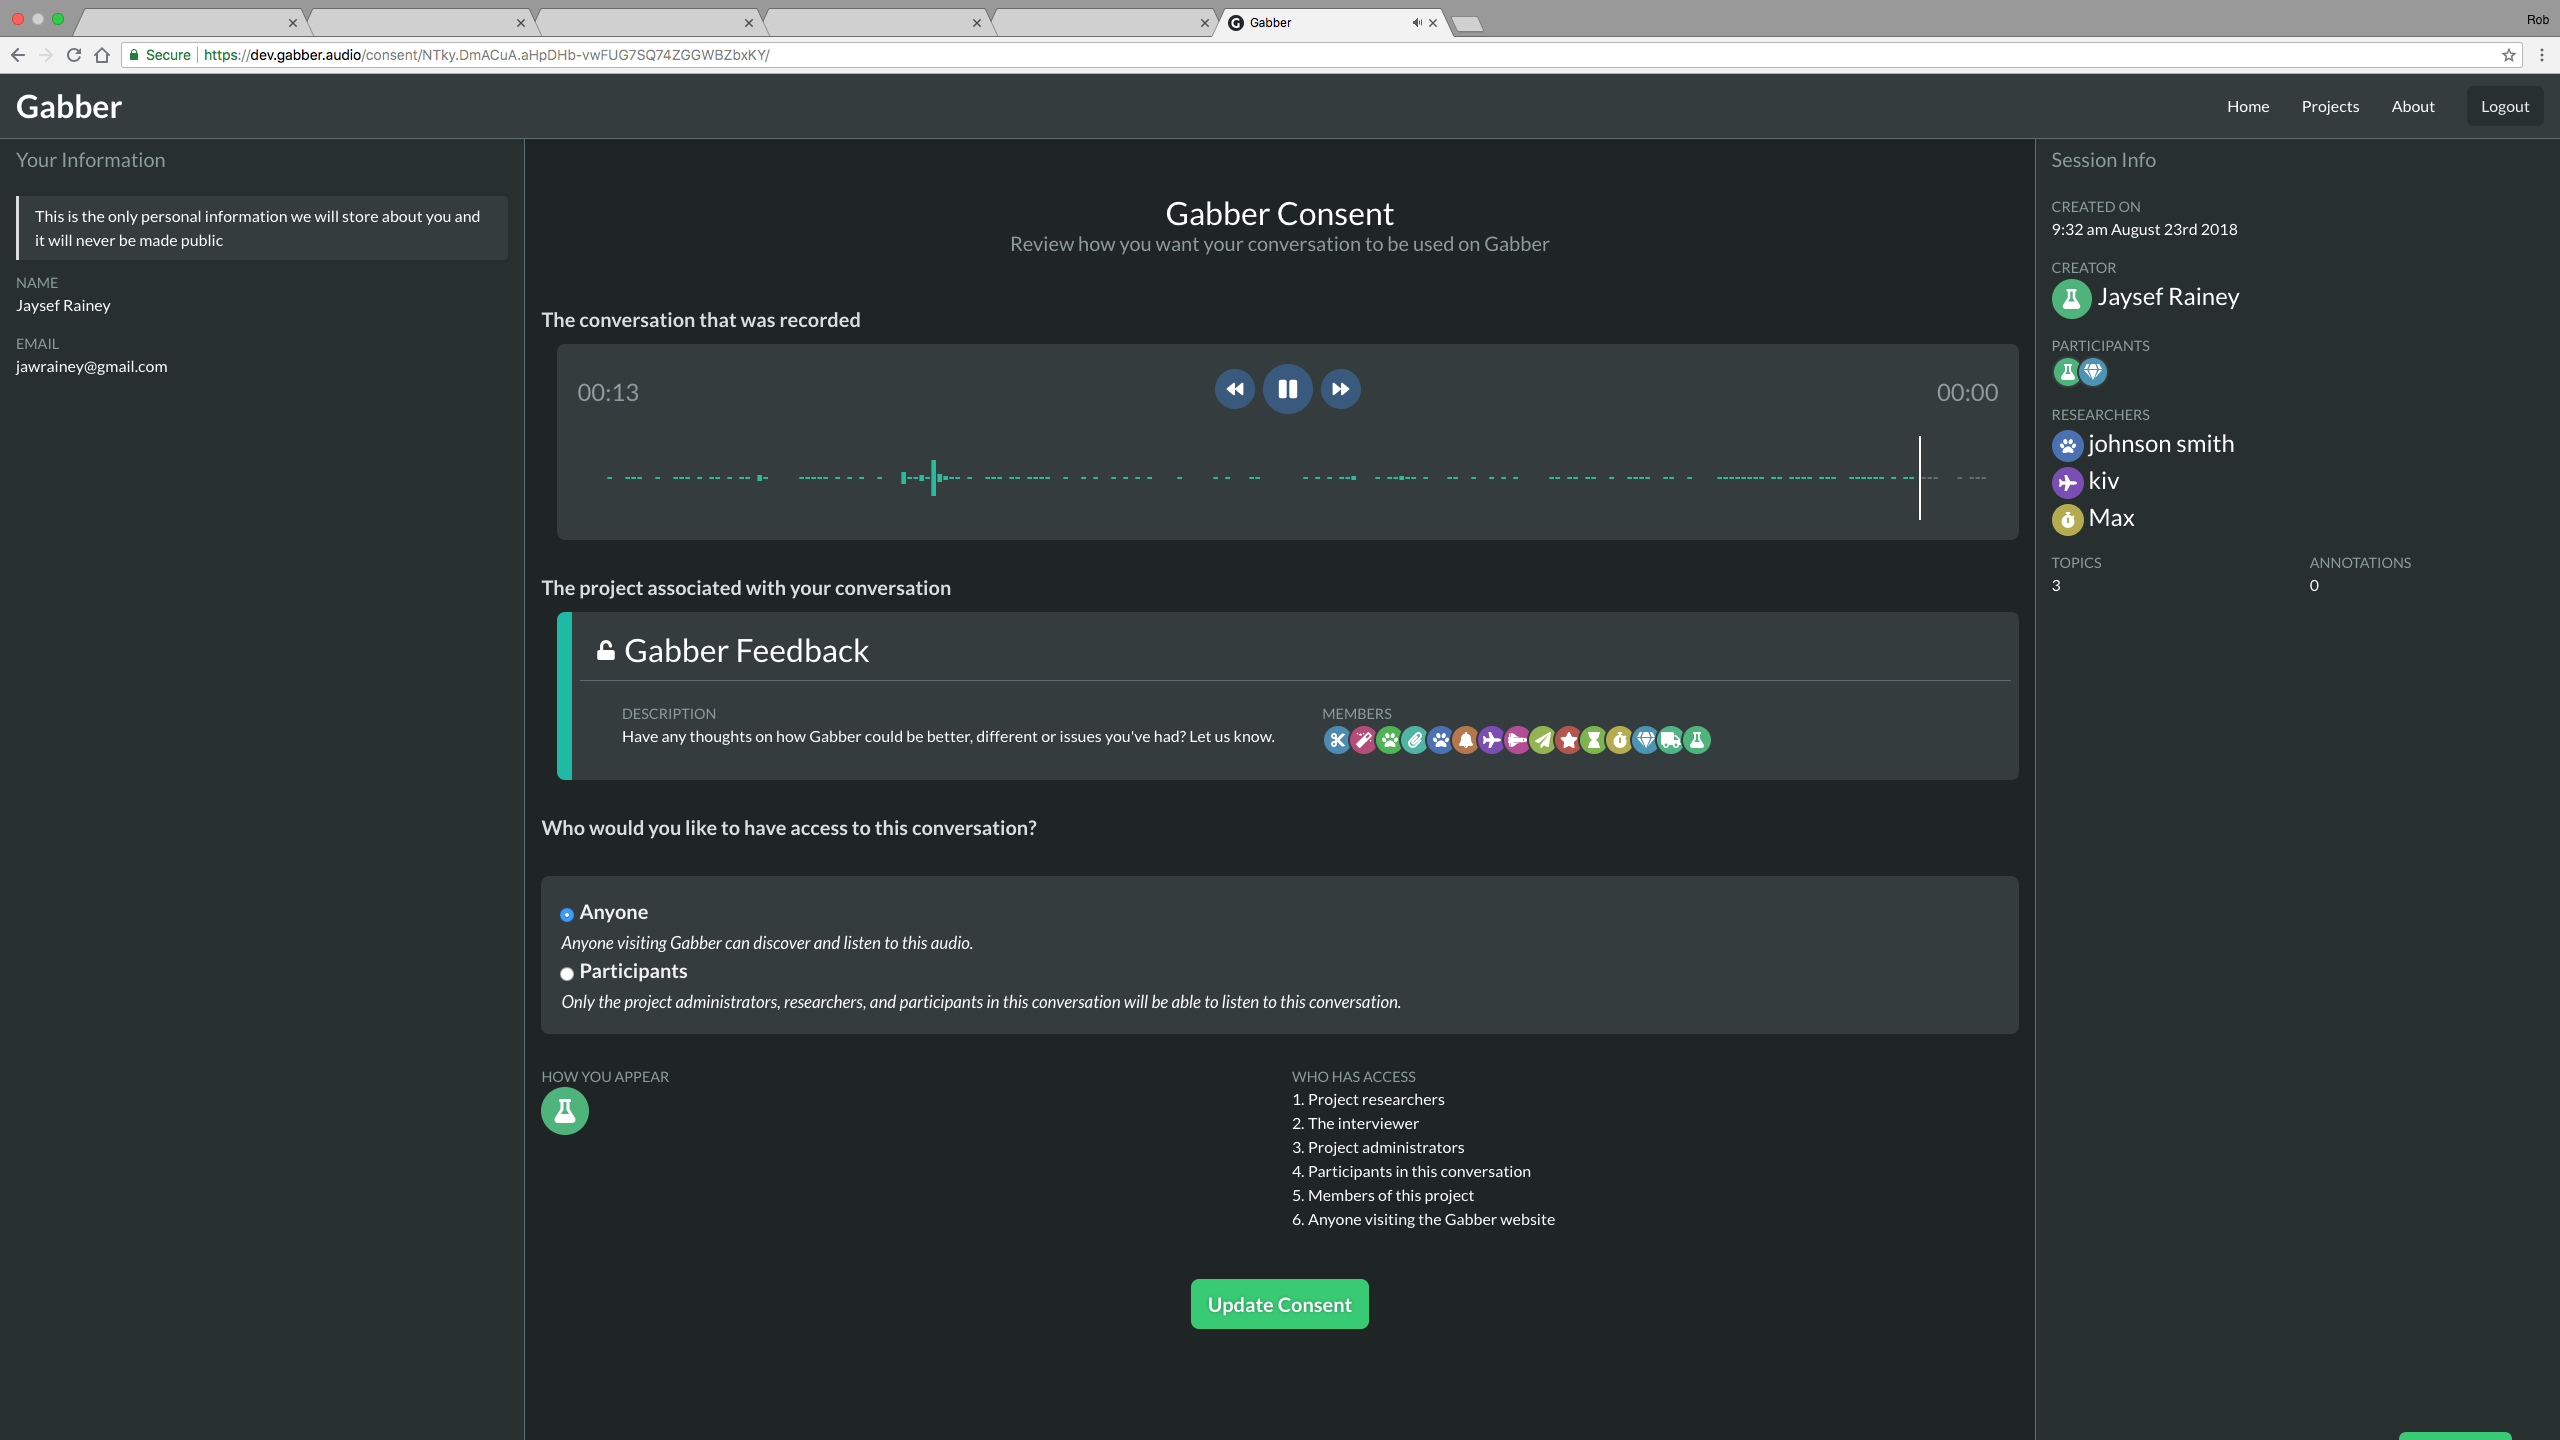 Gabber
Rob
Secure
https://dev.gabber.audio/consent/NTky.DmACuA.aHpDHb-vwFUG7SQ74ZGGWBZbxKY/
Gabber
Home
Projects
About
Logout
Your Information
This is the only personal information we will store about you and
it will never be made public
NAME
Jaysef Rainey
EMAIL
jawrainey@gmail.com
Gabber Consent
Review how you want your conversation to be used on Gabber
The conversation that was recorded
00:13
00:00
The project associated with your conversation
Gabber Feedback
DESCRIPTION
Have any thoughts on how Gabber could be better, different or issues you've had? Let us know.
MEMBERS
Who would you like to have access to this conversation?
Anyone
Anyone visiting Gabber can discover and listen to this audio.
Participants
Only the project administrators, researchers, and participants in this conversation will be able to listen to this conversation.
HOW YOU APPEAR
WHO HAS ACCESS
1. Project researchers
2. The interviewer
3. Project administrators
4. Participants in this conversation
5. Members of this project
6. Anyone visiting the Gabber website
Update Consent
Session Info
CREATED ON
9:32 am August 23rd 2018
CREATOR
Jaysef Rainey
PARTICIPANTS
RESEARCHERS
johnson smith
kiv
Max
TOPICS
3
ANNOTATIONS
0